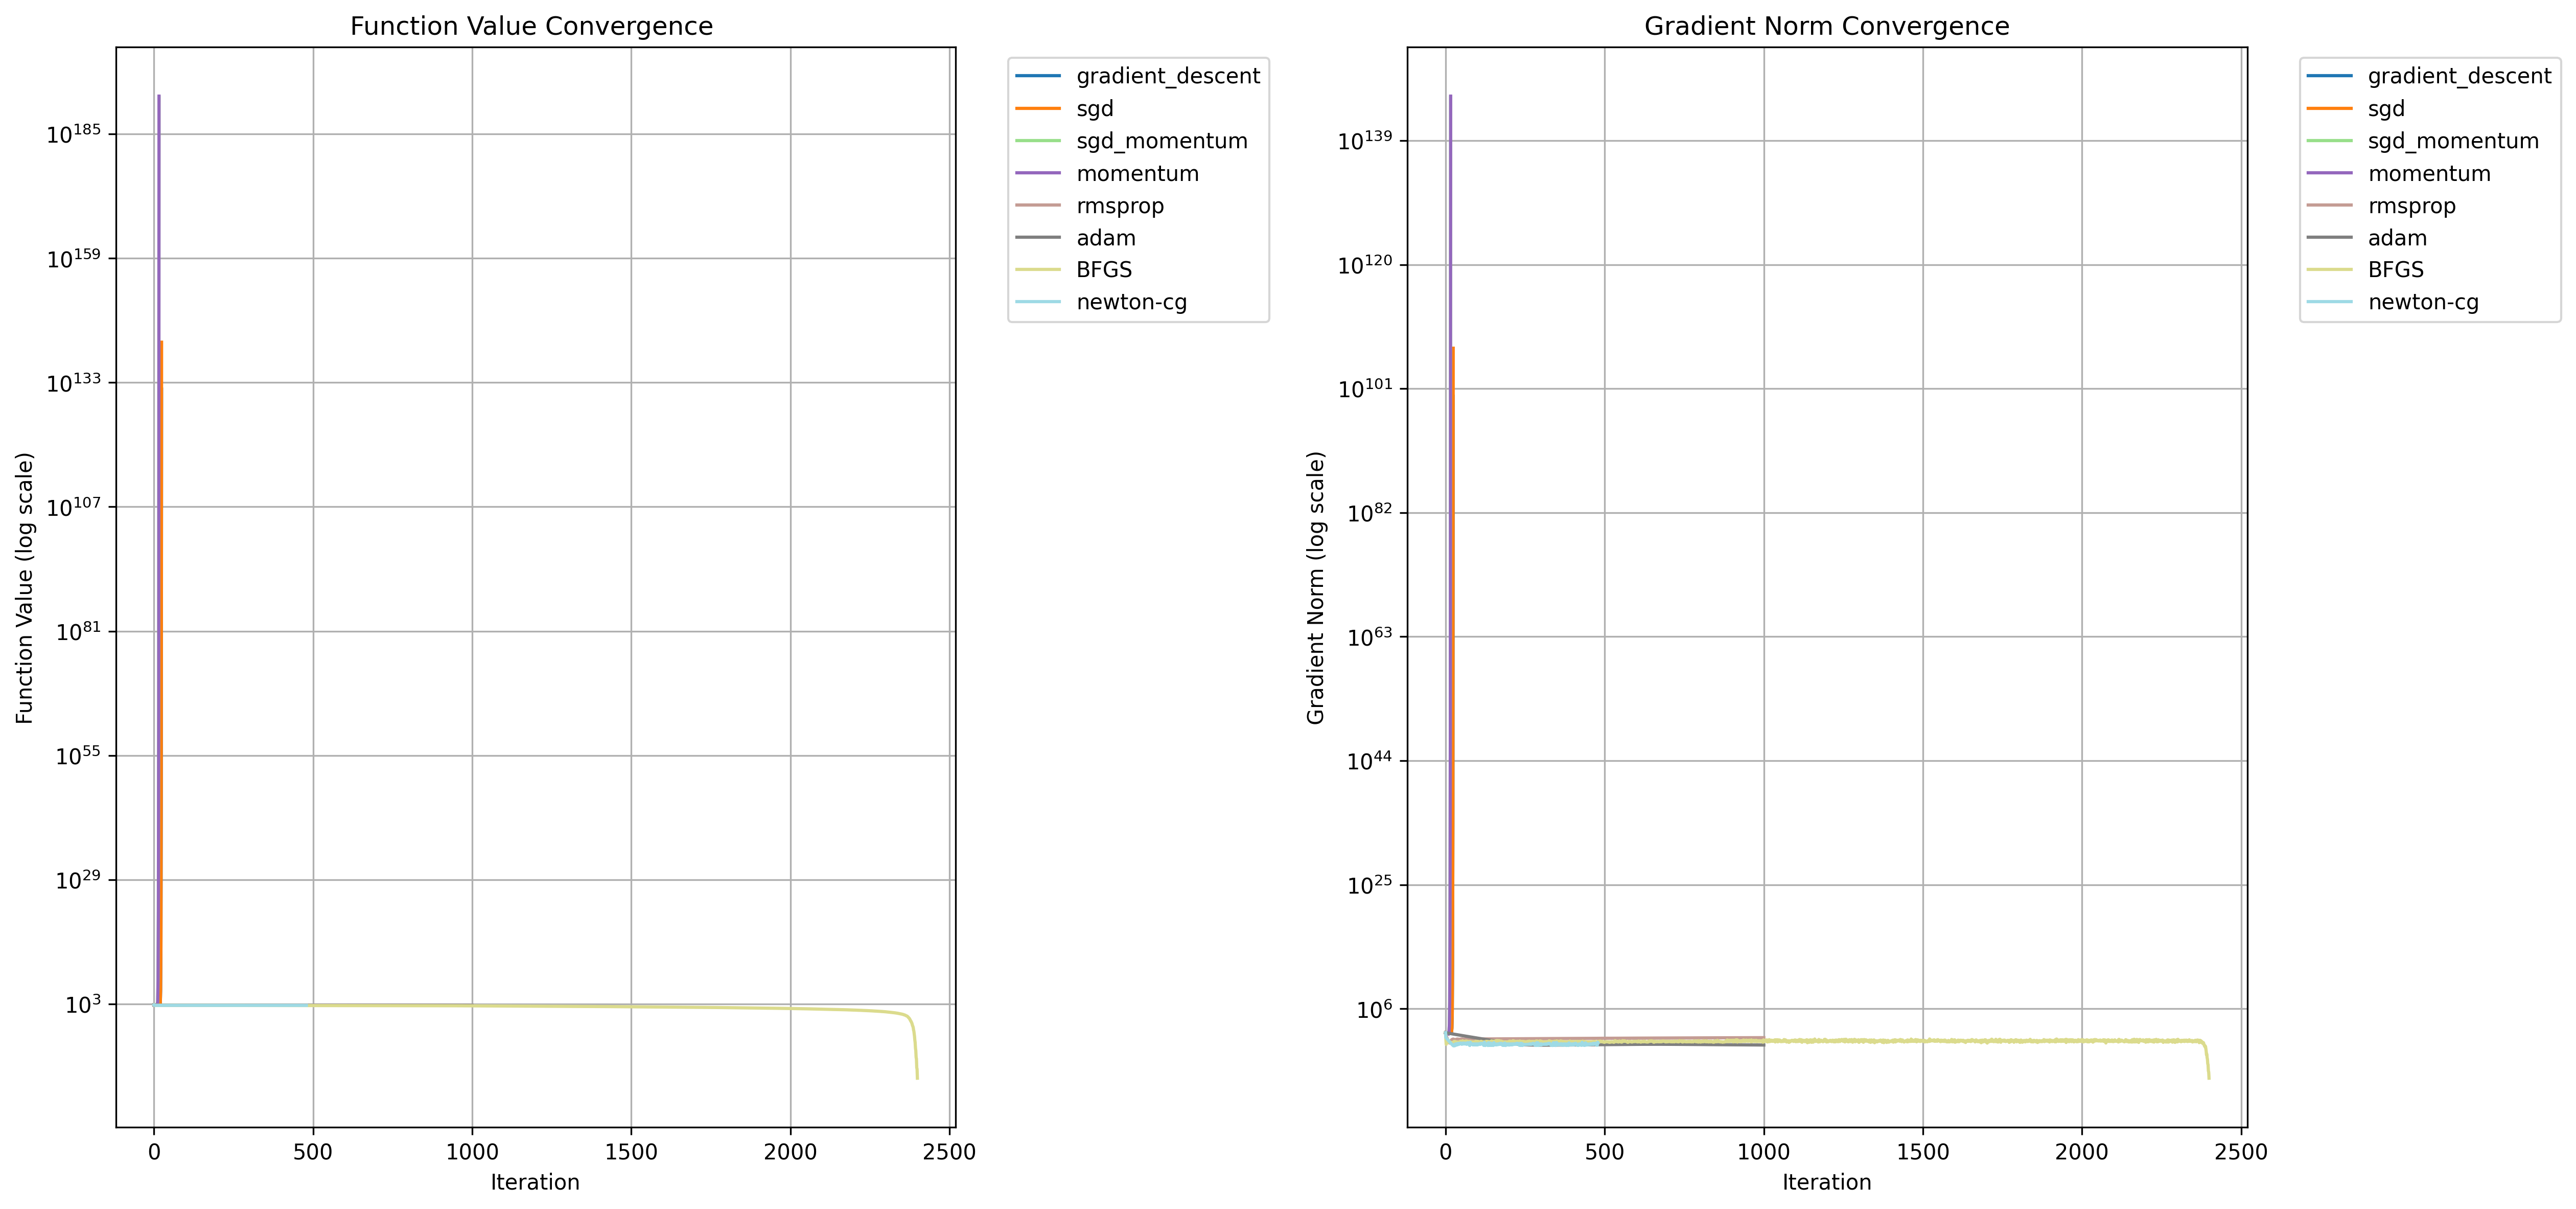 Function Value Convergence
Function Value (log scale)
10^185
10^159
10^133
10^107
10^81
10^55
10^29
10^3
0 500 1000 1500 2000 2500
Iteration
gradient_descent
sgd
sgd_momentum
momentum
rmsprop
adam
BFGS
newton-cg
Gradient Norm Convergence
Gradient Norm (log scale)
10^139
10^120
10^101
10^82
10^63
10^44
10^25
10^6
0 500 1000 1500 2000 2500
Iteration
gradient_descent
sgd
sgd_momentum
momentum
rmsprop
adam
BFGS
newton-cg